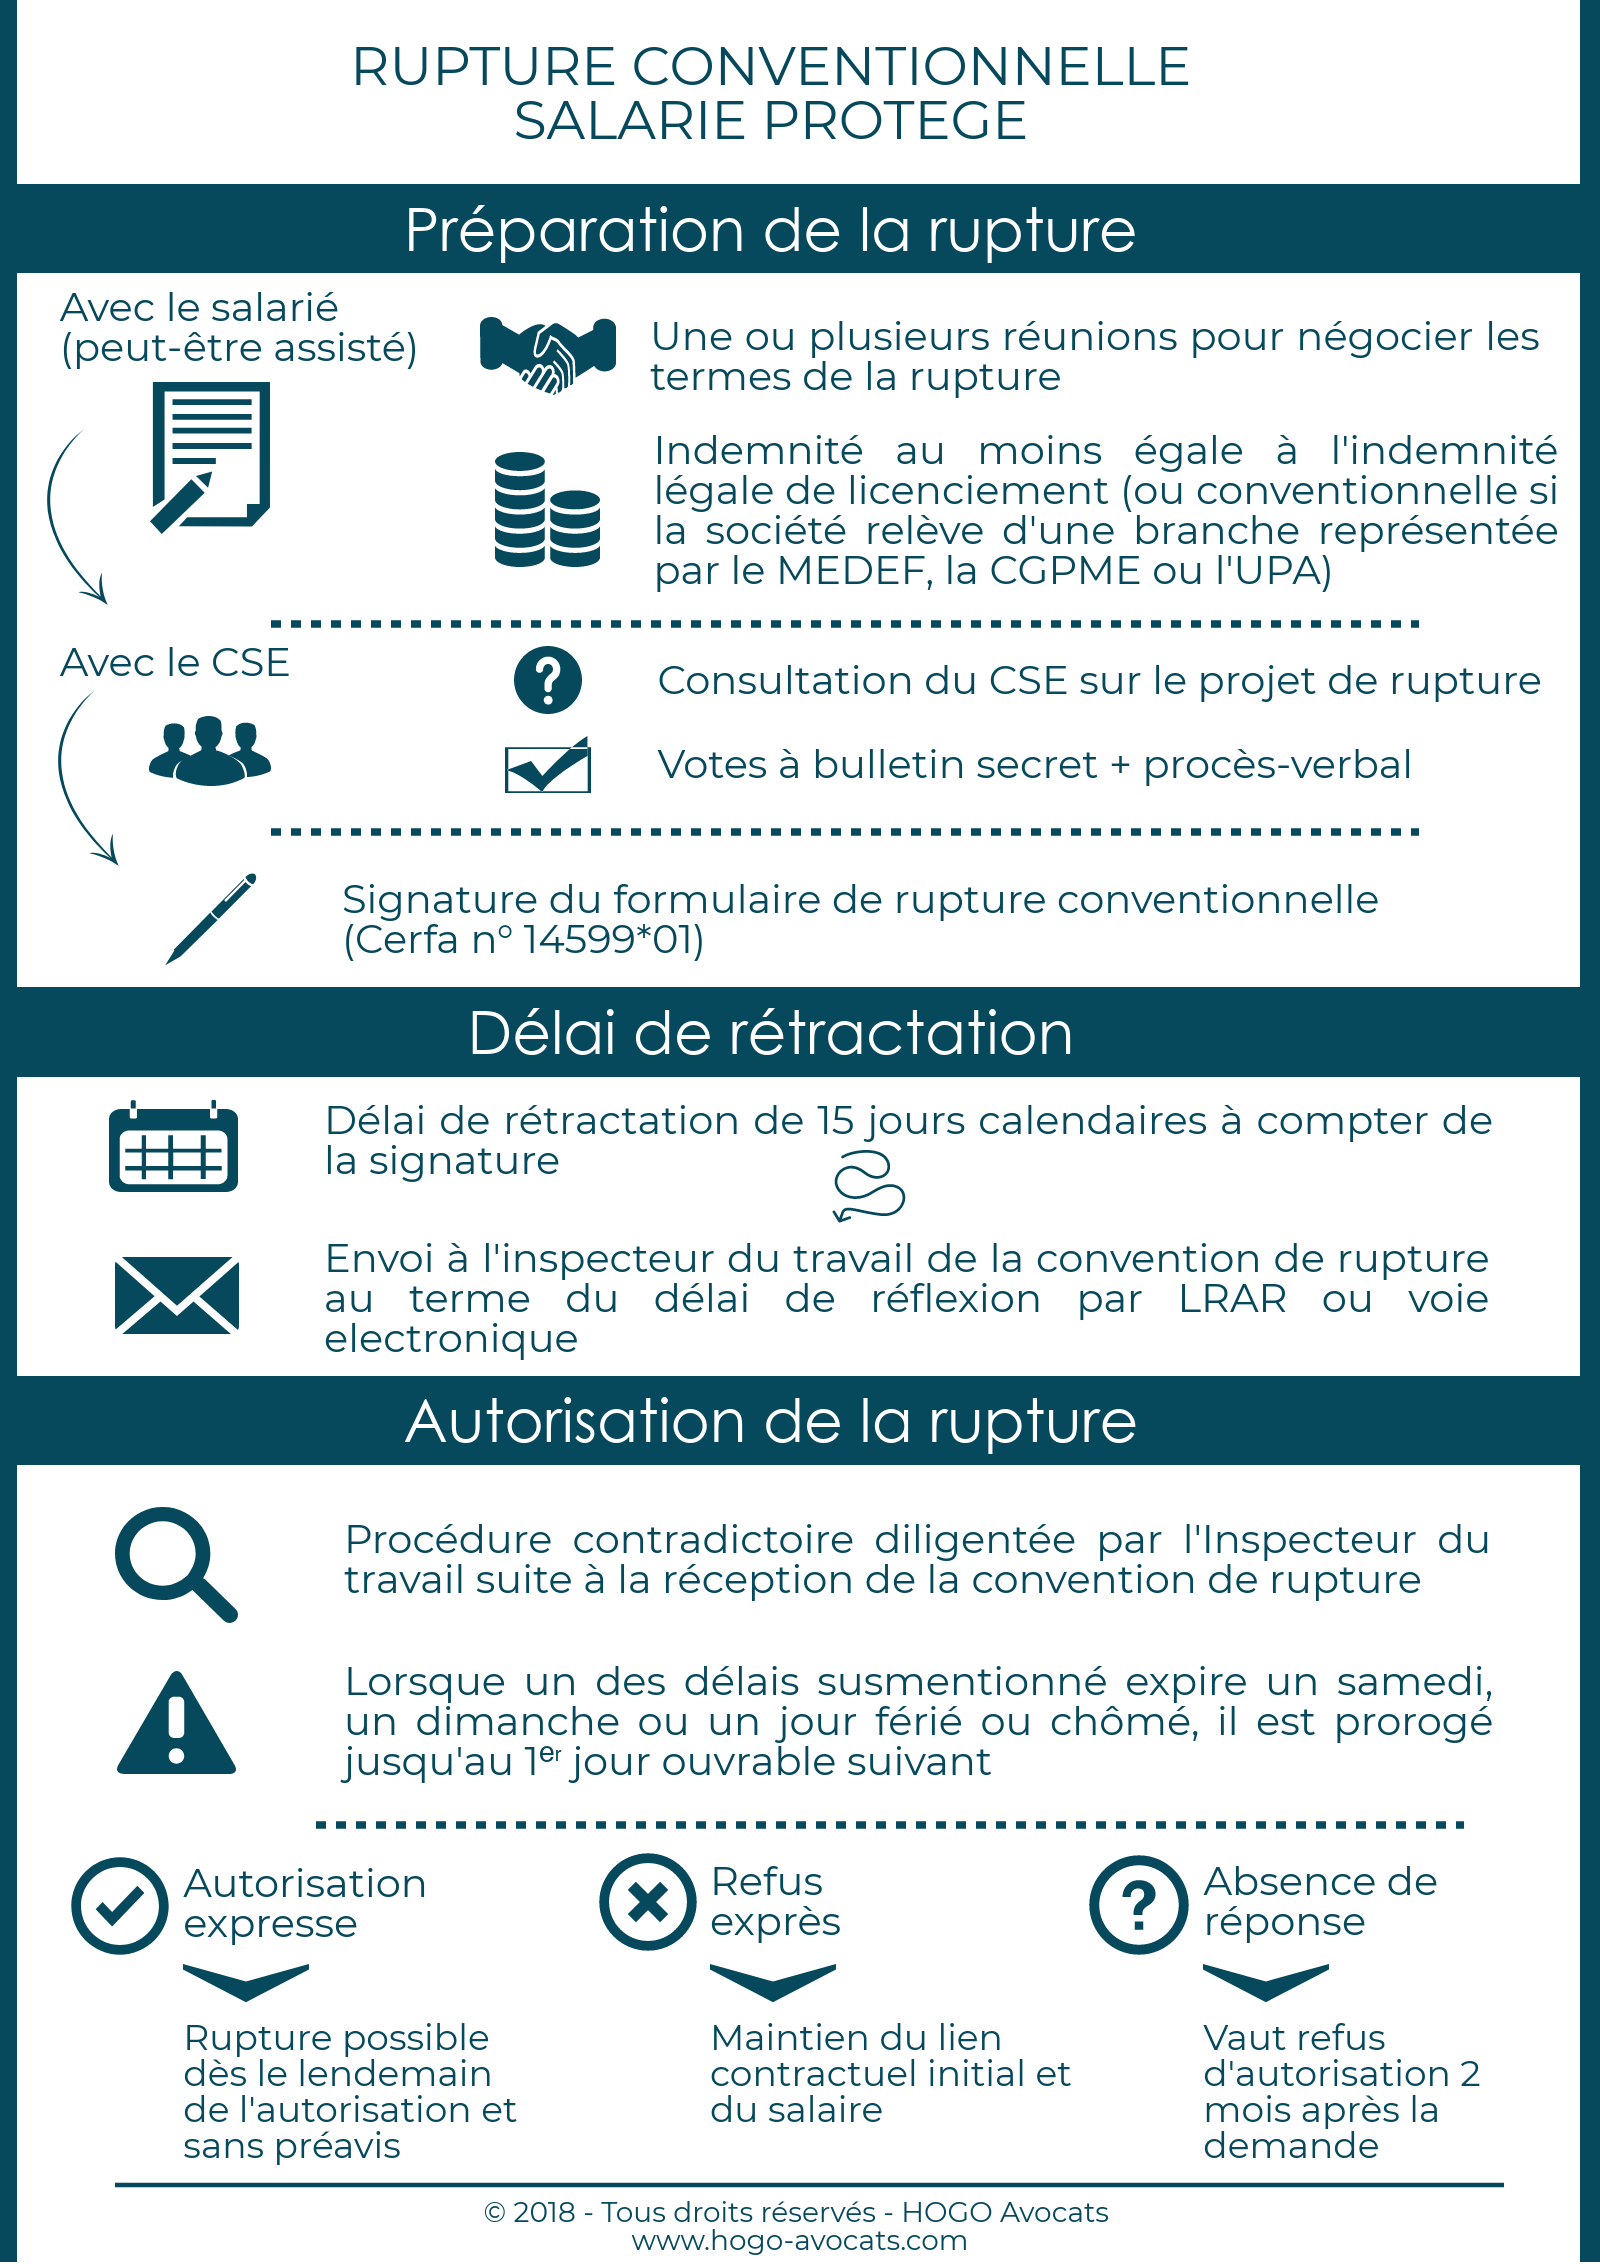 RUPTURE CONVENTIONNELLE
SALARIE PROTEGE
Préparation de la rupture
Avec le salarié
(peut-être assisté)
Une ou plusieurs réunions pour négocier les
termes de la rupture
Indemnité au moins égale à l'indemnité
légale de licenciement (ou conventionnelle si
la société relève d'une branche représentée
par le MEDEF, la CGPME ou l'UPA)
Avec le CSE
Consultation du CSE sur le projet de rupture
Votes à bulletin secret + procès-verbal
Signature du formulaire de rupture conventionnelle
(Cerfa n° 14599*01)
Délai de rétractation
Délai de rétractation de 15 jours calendaires à compter de
la signature
Envoi à l'inspecteur du travail de la convention de rupture
au terme du délai de réflexion par LRAR ou voie
electronique
Autorisation de la rupture
Procédure contradictoire diligentée par l'Inspecteur du
travail suite à la réception de la convention de rupture
Lorsque un des délais susmentionné expire un samedi,
un dimanche ou un jour férié ou chômé, il est prorogé
jusqu'au 1er jour ouvrable suivant
Autorisation
expresse
Rupture possible
dès le lendemain
de l'autorisation et
sans préavis
Refus
exprès
Maintien du lien
contractuel initial et
du salaire
Absence de
réponse
Vaut refus
d'autorisation 2
mois après la
demande
© 2018 - Tous droits réservés - HOGO Avocats
www.hogo-avocats.com